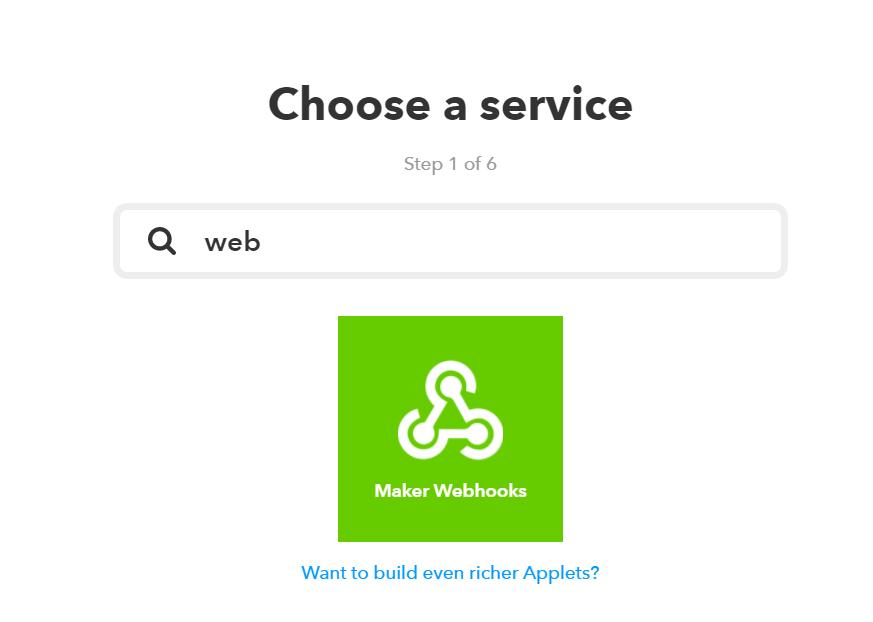 Choose a service
Step 1 of 6
web
Maker Webhooks
Want to build even richer Applets?